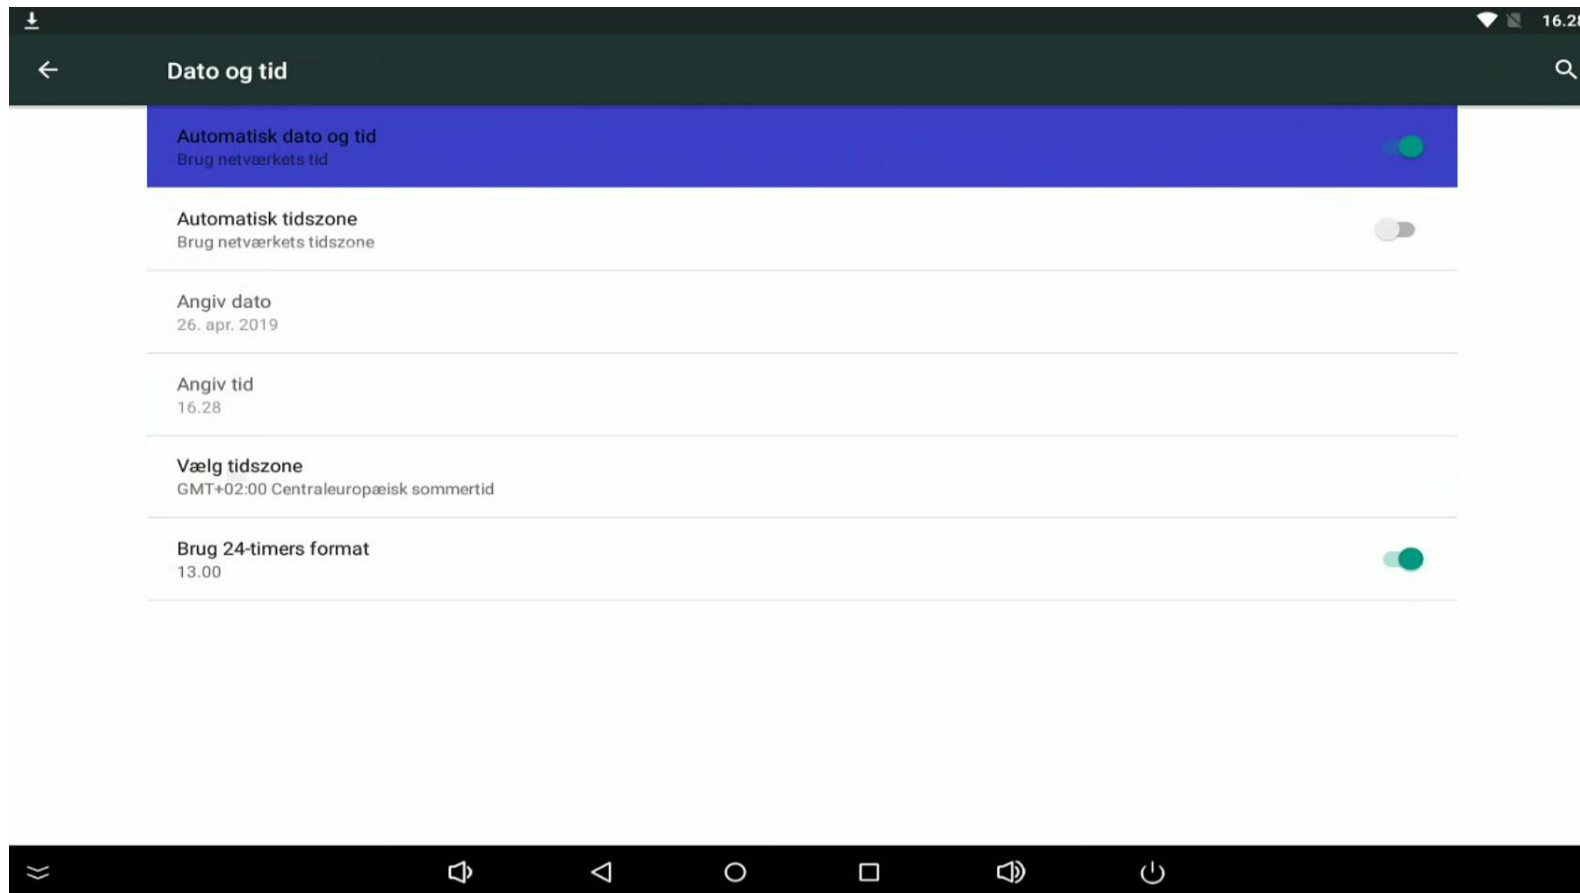 16.28
Dato og tid
Automatisk dato og tid
Brug netværkets tid
Automatisk tidszone
Brug netværkets tidszone
Angiv dato
26. apr. 2019
Angiv tid
16.28
Vælg tidszone
GMT+02:00 Centraleuropæisk sommertid
Brug 24-timers format
13.00